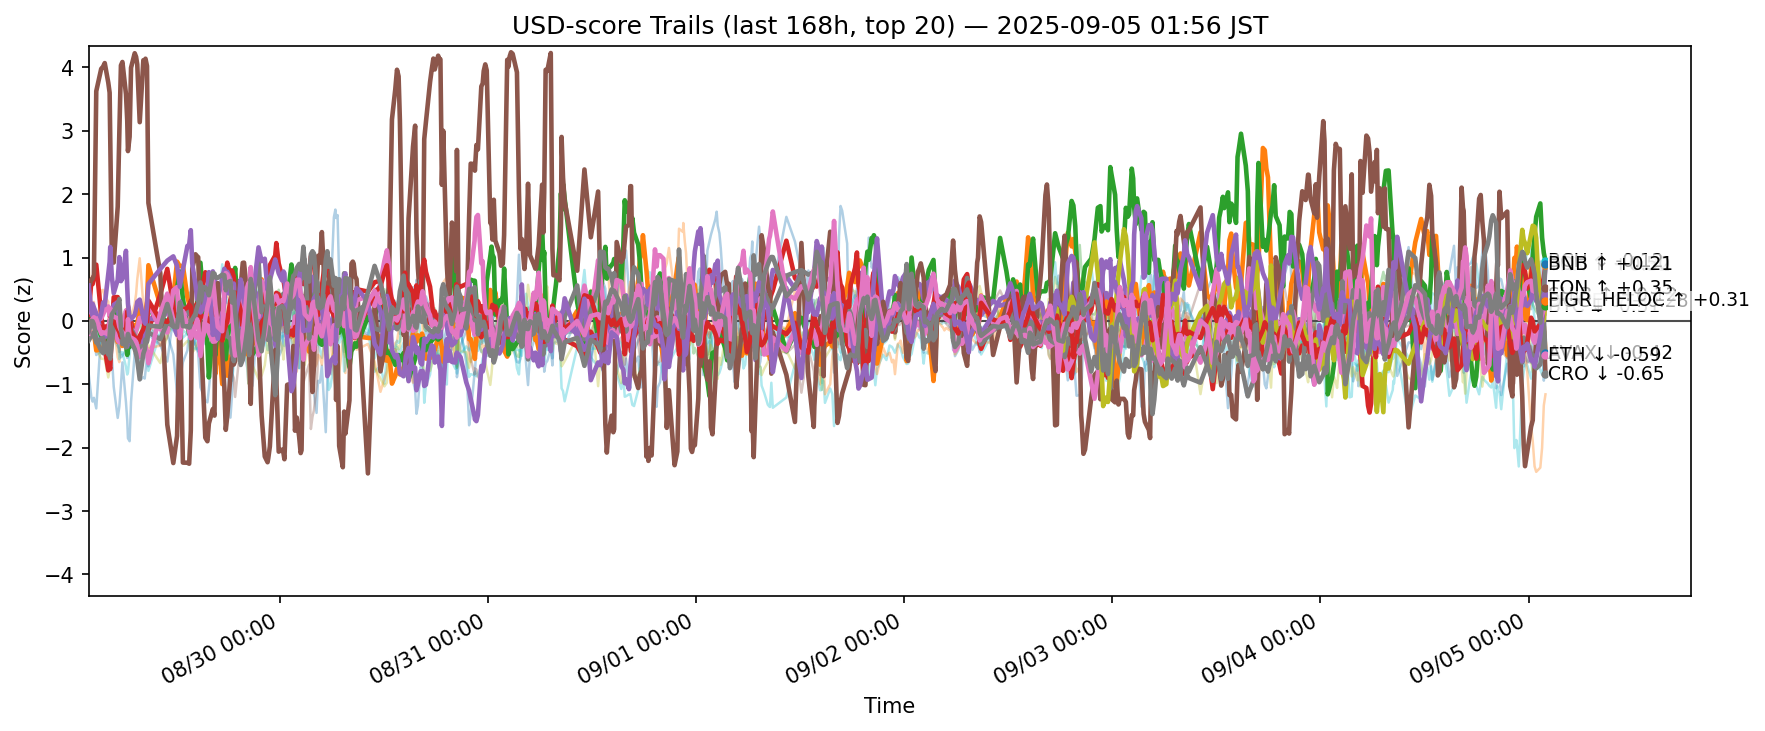 USD-score Trails (last 168h, top 20) — 2025-09-05 01:56 JST
Score (z)
4
3
2
1
0
−1
−2
−3
−4
BNB ↑ +0.21
TON ↑ +0.35
FIGR_HELOC +0.31
ETH ↓ -0.59
CRO ↓ -0.65
08/30 00:00
08/31 00:00
09/01 00:00
09/02 00:00
09/03 00:00
09/04 00:00
09/05 00:00
Time